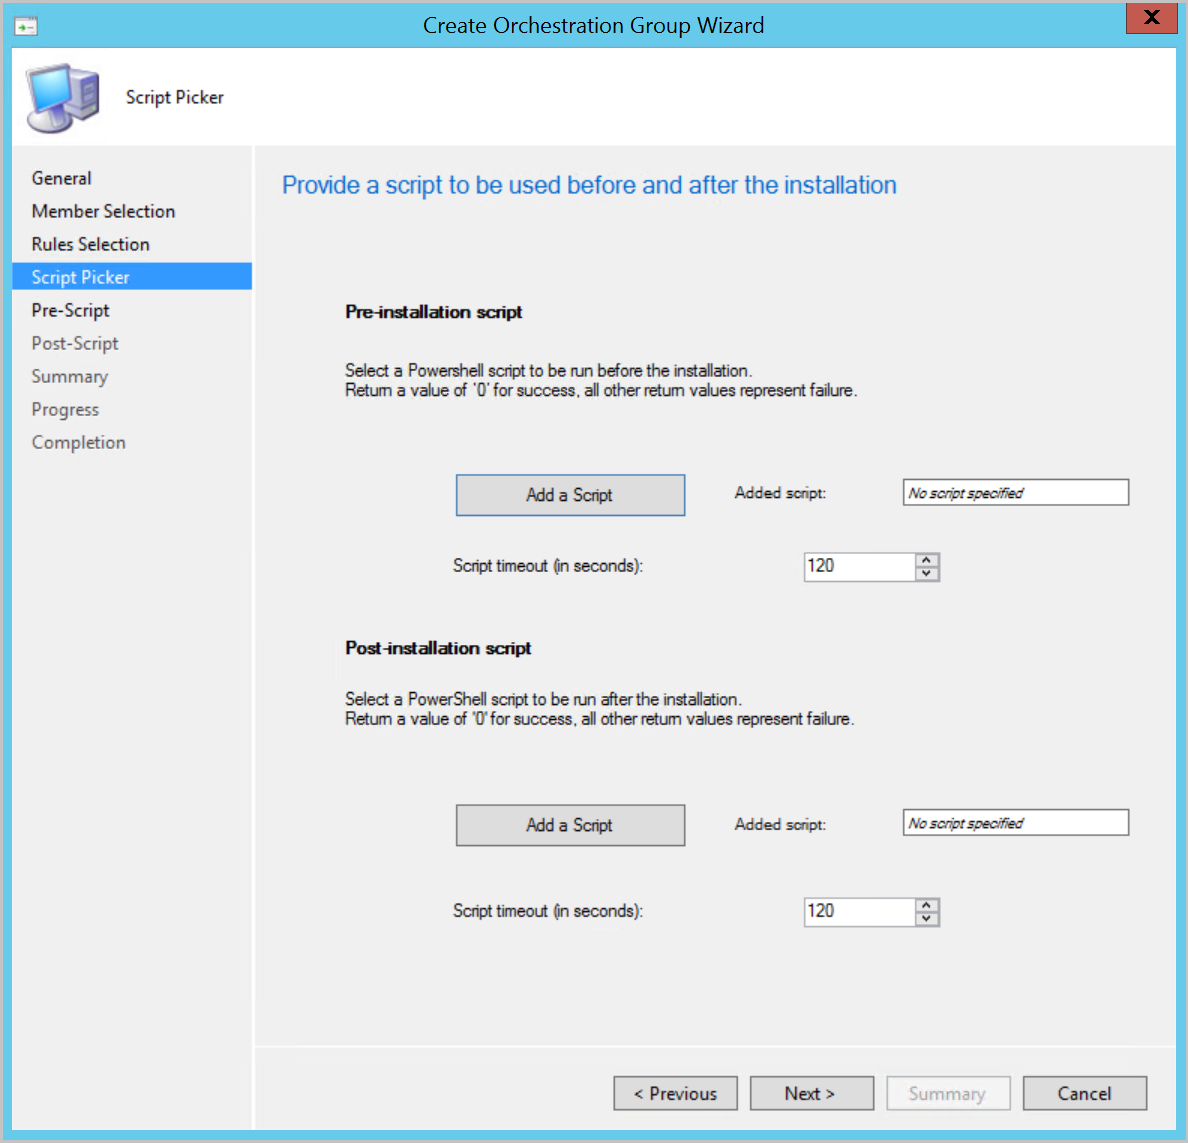 Create Orchestration Group Wizard
X
Script Picker
General
Member Selection
Rules Selection
Script Picker
Pre-Script
Post-Script
Summary
Progress
Completion
Provide a script to be used before and after the installation
Pre-installation script
Select a Powershell script to be run before the installation.
Return a value of '0' for success, all other return values represent failure.
Add a Script
Added script:
No script specified
Script timeout (in seconds):
120
Post-installation script
Select a PowerShell script to be run after the installation.
Return a value of '0' for success, all other return values represent failure.
Add a Script
Added script:
No script specified
Script timeout (in seconds):
120
< Previous
Next >
Summary
Cancel